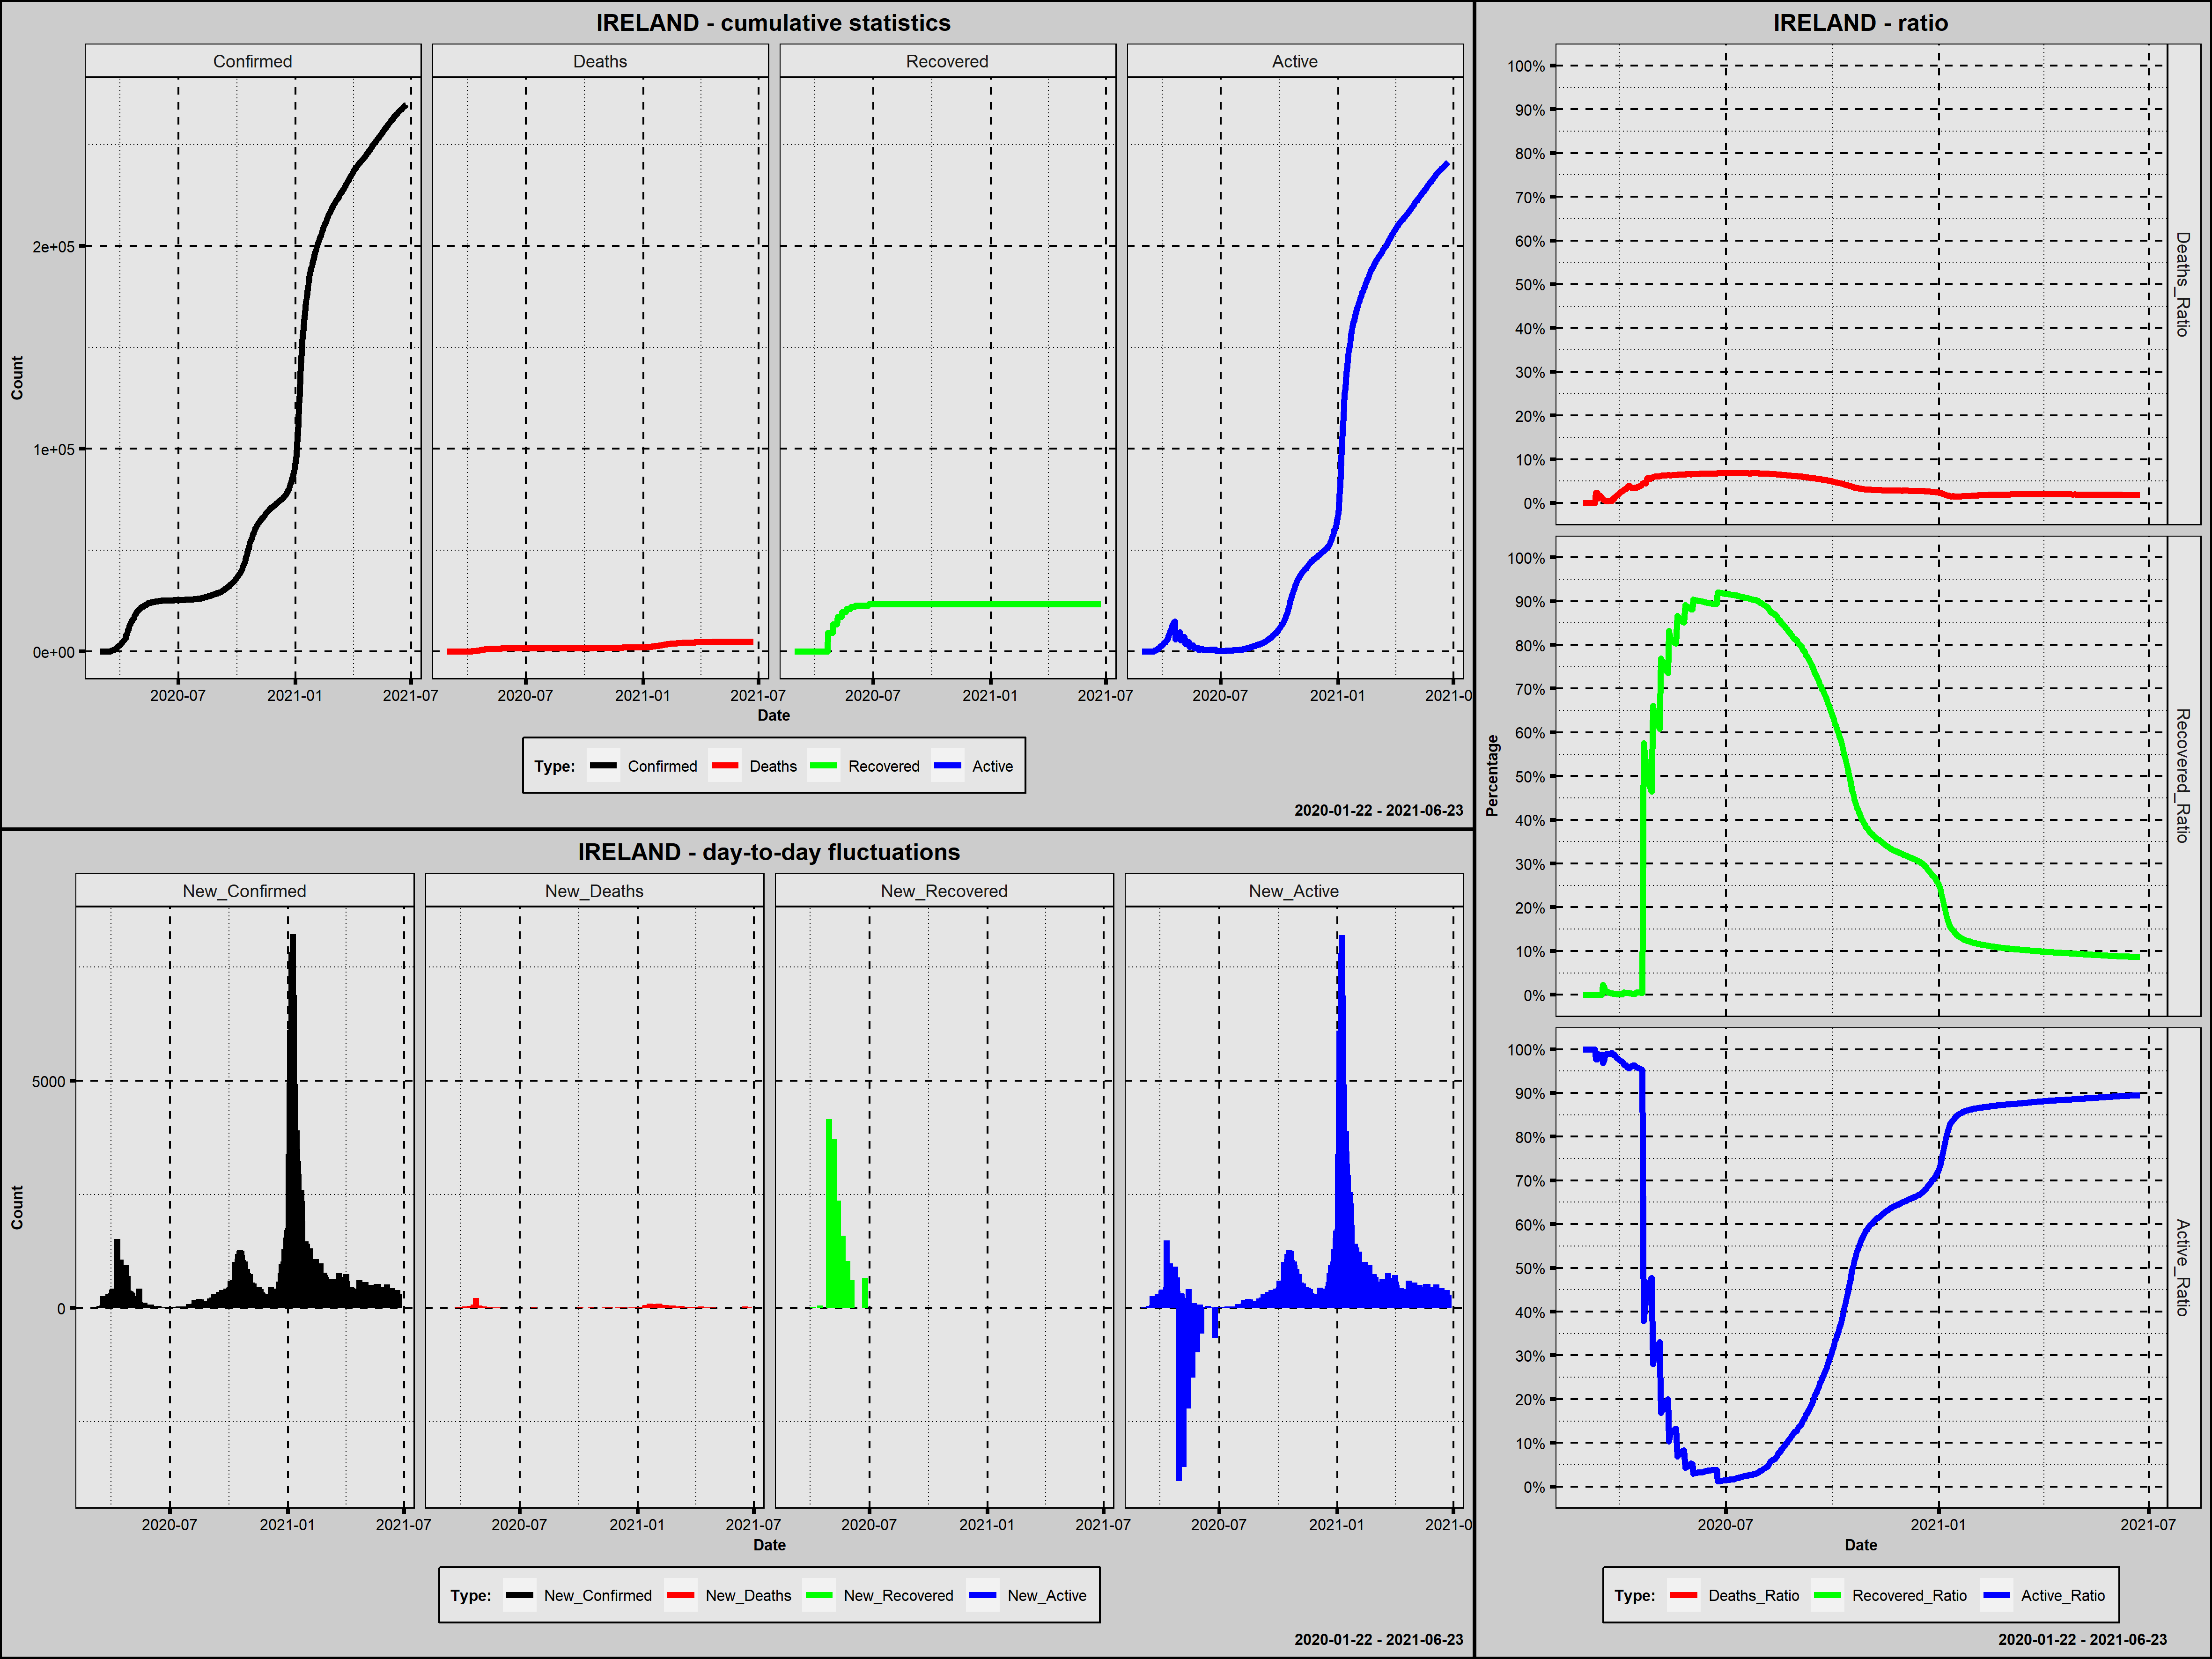 IRELAND - cumulative statistics
Confirmed Deaths Recovered Active
Count
2e+05
1e+05
0e+00
2020-07 2021-01 2021-07 2020-07 2021-01 2021-07 2020-07 2021-01 2021-07 2020-07 2021-01 2021-0
Date
Type: Confirmed Deaths Recovered Active
2020-01-22 - 2021-06-23
IRELAND - day-to-day fluctuations
New_Confirmed New_Deaths New_Recovered New_Active
Count
5000
0
2020-07 2021-01 2021-07 2020-07 2021-01 2021-07 2020-07 2021-01 2021-07 2020-07 2021-01 2021-0
Date
Type: New_Confirmed New_Deaths New_Recovered New_Active
2020-01-22 - 2021-06-23
IRELAND - ratio
Percentage
100%
90%
80%
70%
60%
50%
40%
30%
20%
10%
0%
Deaths_Ratio
100%
90%
80%
70%
60%
50%
40%
30%
20%
10%
0%
Recovered_Ratio
100%
90%
80%
70%
60%
50%
40%
30%
20%
10%
0%
Active_Ratio
2020-07 2021-01 2021-07
Date
Type: Deaths_Ratio Recovered_Ratio Active_Ratio
2020-01-22 - 2021-06-23